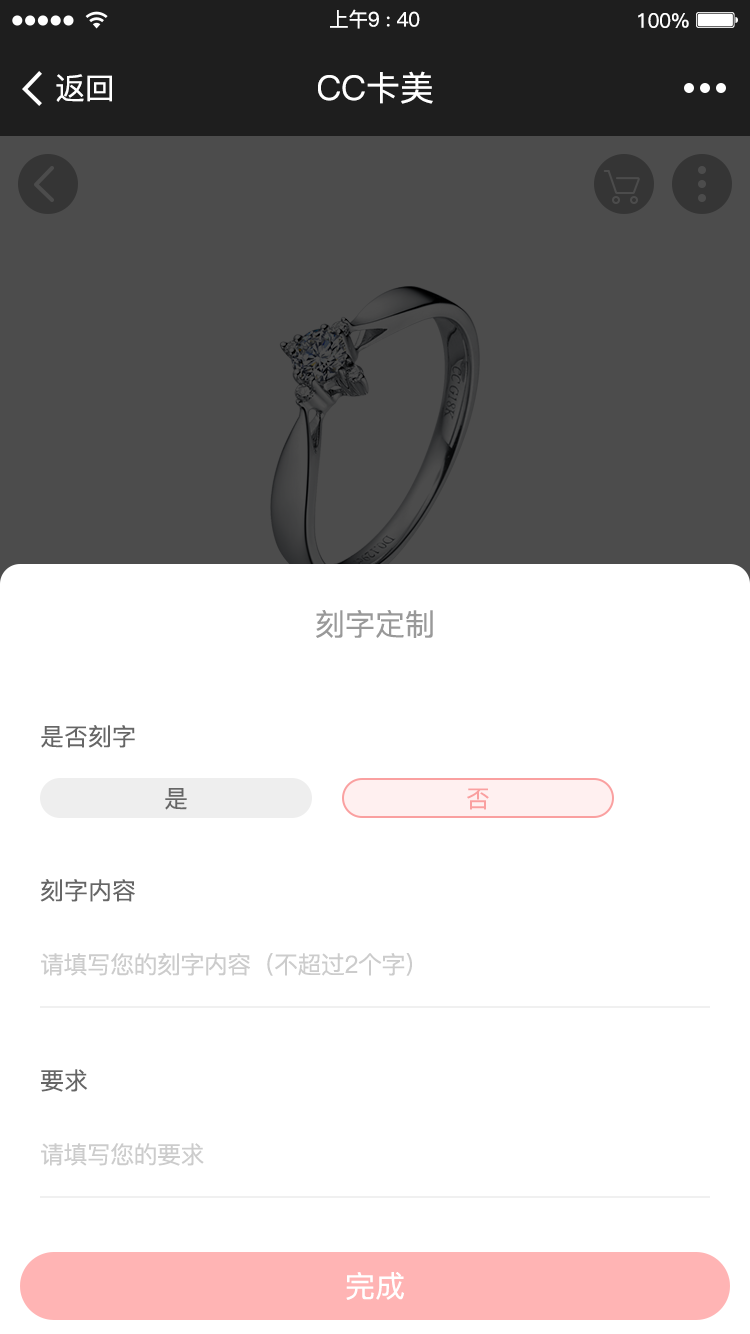 上午9 : 40
100%
返回
CC卡美
CC G18K
刻字定制
是否刻字
是
否
刻字内容
请填写您的刻字内容（不超过2个字）
要求
请填写您的要求
完成